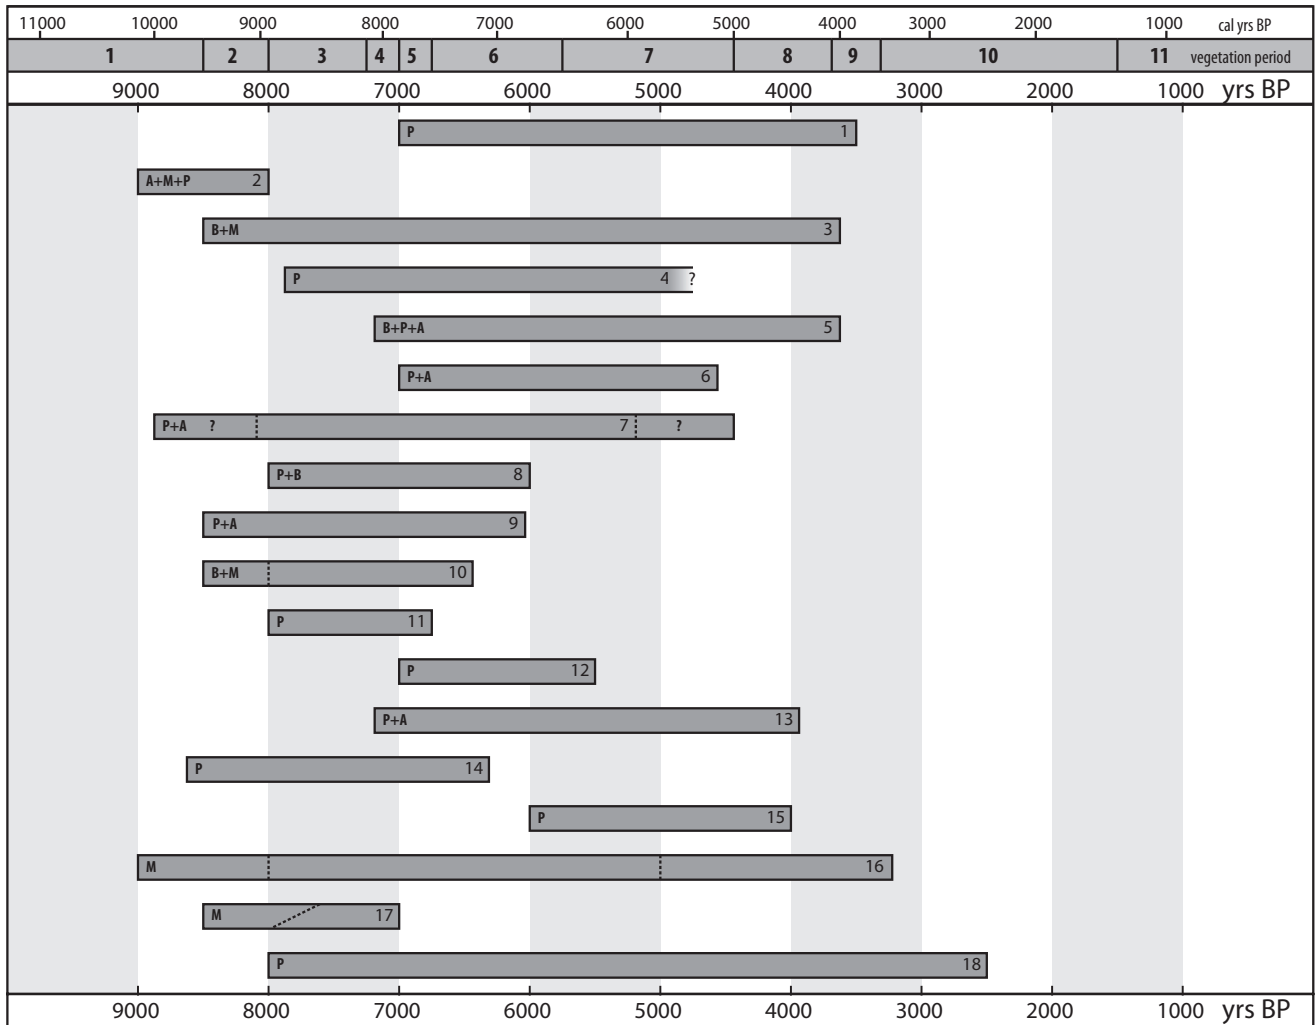 11000 10000 9000 8000 7000 6000 5000 4000 3000 2000 1000 cal yrs BP
1 2 3 4 5 6 7 8 9 10 11 vegetation period
9000 8000 7000 6000 5000 4000 3000 2000 1000 yrs BP
P 1
A+M+P 2
B+M 3
P 4 ?
B+P+A 5
P+A 6
P+A ? 7 ?
P+B 8
P+A 9
B+M 10
P 11
P 12
P+A 13
P 14
P 15
M 16
M 17
P 18
9000 8000 7000 6000 5000 4000 3000 2000 1000 yrs BP